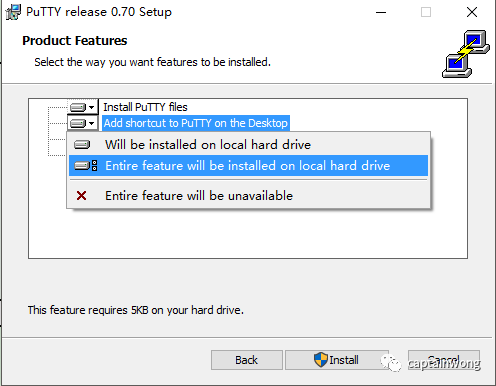 PuTTY release 0.70 Setup
Product Features
Select the way you want features to be installed.
Install PuTTY files
Add shortcut to PuTTY on the Desktop
Will be installed on local hard drive
Entire feature will be installed on local hard drive
Entire feature will be unavailable
This feature requires 5KB on your hard drive.
Back
Install
Cancel
captainwong